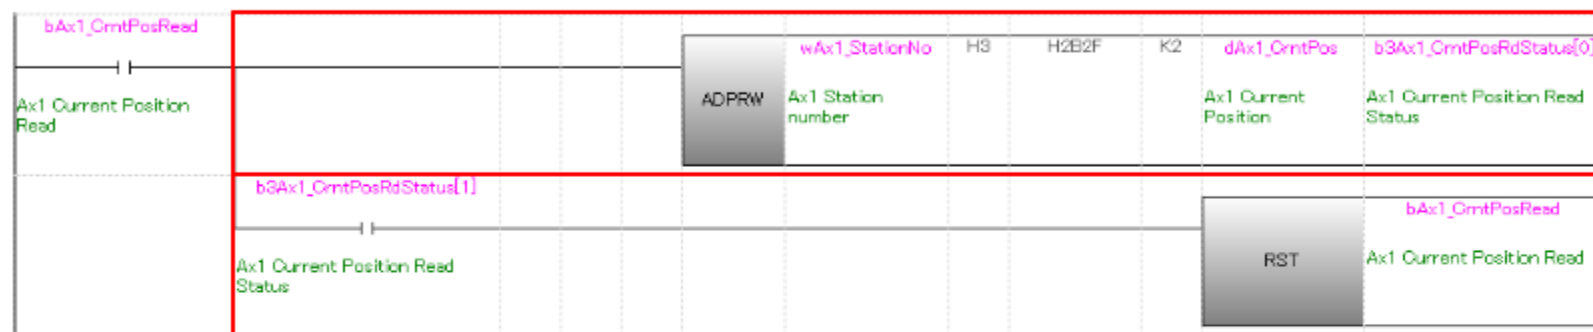 bAx1_CrntPosRead
wAx1_StationNo H3 H2B2F K2 dAx1_CrntPos b3Ax1_CrntPosRdStatus[0]
ADPRW
Ax1 Current Position
Read
Ax1 Station
number
Ax1 Current
Position
Ax1 Current Position Read
Status
b3Ax1_CrntPosRdStatus[1]
bAx1_CrntPosRead
RST
Ax1 Current Position Read
Status
Ax1 Current Position Read